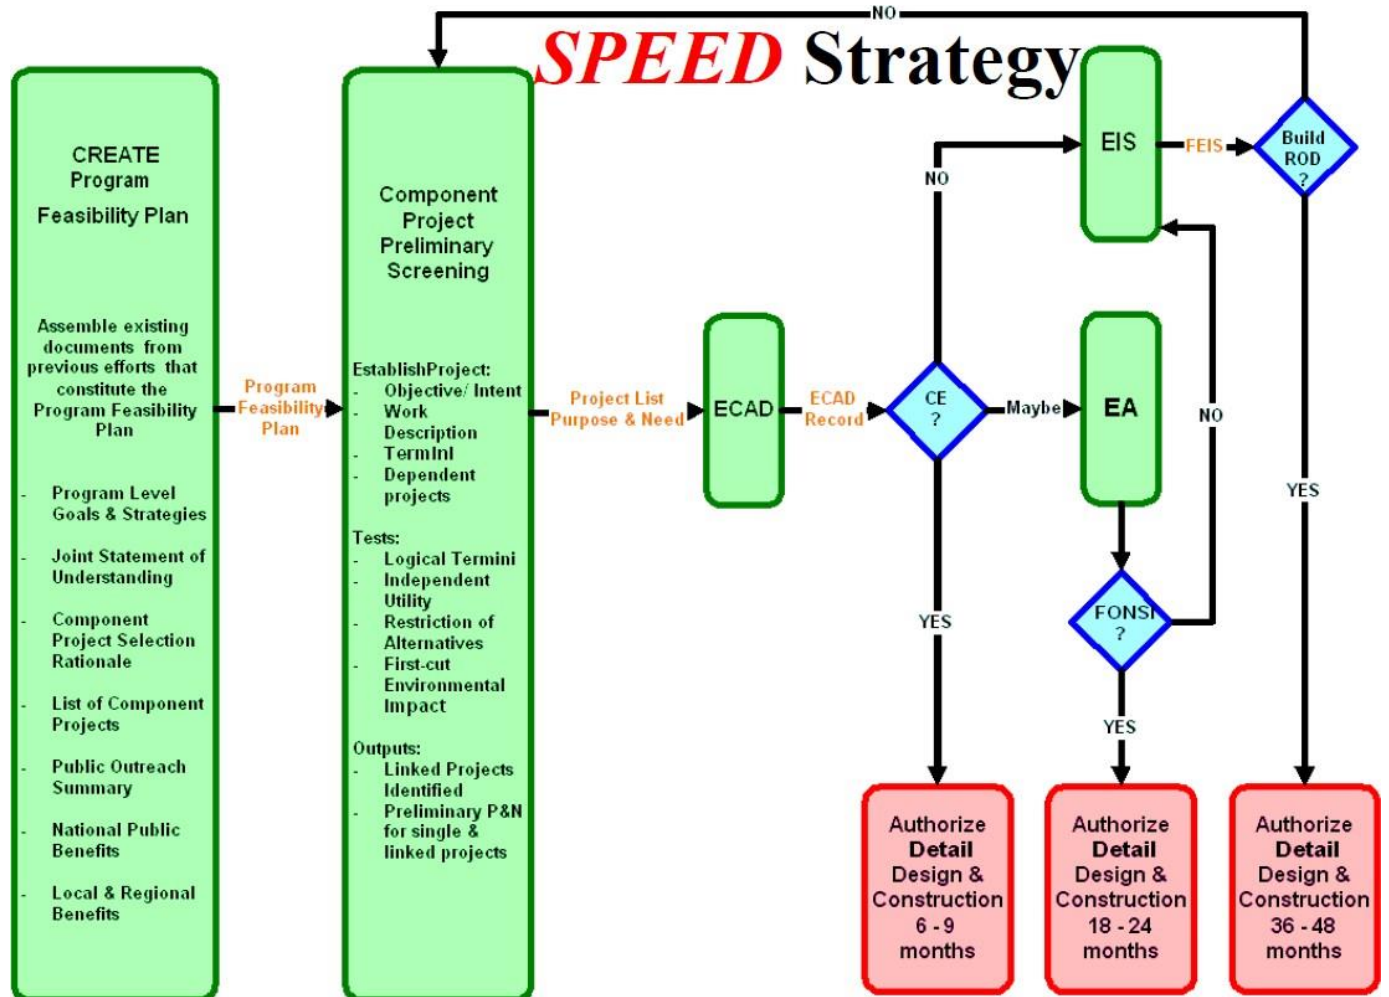 NO
SPEED Strategy
CREATE
Program
Feasibility Plan
Assemble existing
documents from
previous efforts that
constitute the
Program Feasibility
Plan
- Program Level
Goals & Strategies
- Joint Statement of
Understanding
- Component
Project Selection
Rationale
- List of Component
Projects
- Public Outreach
Summary
- National Public
Benefits
- Local & Regional
Benefits
Program
Feasibility
Plan
Component
Project
Preliminary
Screening
EstablishProject:
- Objective/ Intent
- Work
Description
- TermInI
- Dependent
projects
Tests:
- Logical Termini
- Independent
Utility
- Restriction of
Alternatives
- First-cut
Environmental
Impact
Outputs:
- Linked Projects
Identified
- Preliminary P&N
for single &
linked projects
Project List
Purpose & Need
ECAD
ECAD
Record
CE
?
NO
Maybe
YES
EIS
FEIS
Build
ROD
?
EA
NO
FONSI
?
YES
YES
Authorize
Detail
Design &
Construction
6 - 9
months
Authorize
Detail
Design &
Construction
18 - 24
months
Authorize
Detail
Design &
Construction
36 - 48
months